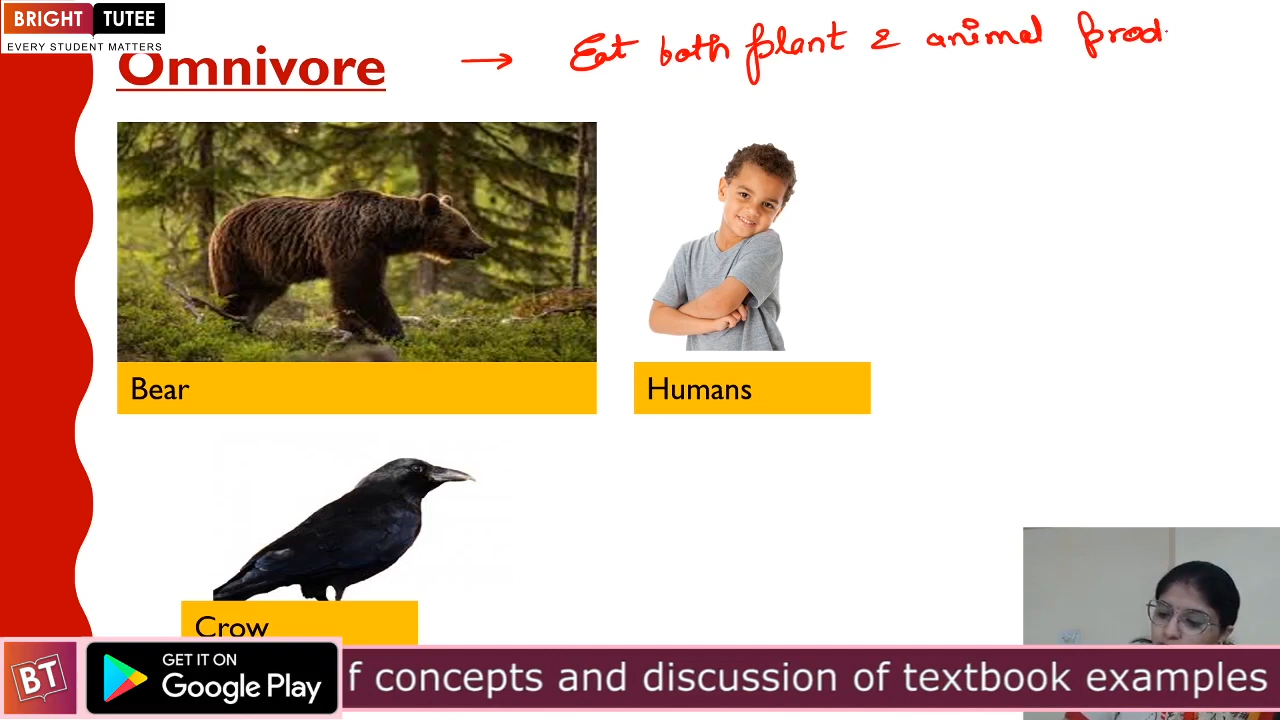 BRIGHT TUTEE
EVERY STUDENT MATTERS
Omnivore
→ Eat both plant & animal prod.
Bear
Humans
Crow
BT
GET IT ON
Google Play
f concepts and discussion of textbook examples